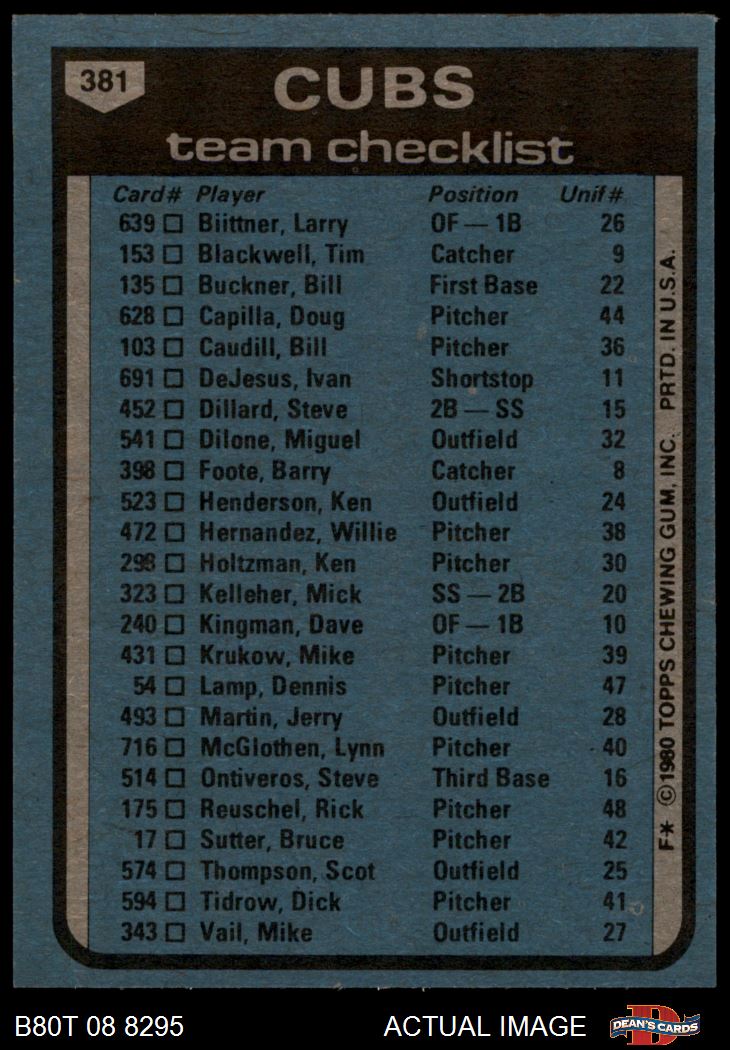 381
CUBS
team checklist
Card# Player Position Unif#
639 Biittner, Larry OF — 1B 26
153 Blackwell, Tim Catcher 9
135 Buckner, Bill First Base 22
628 Capilla, Doug Pitcher 44
103 Caudill, Bill Pitcher 36
691 DeJesus, Ivan Shortstop 11
452 Dillard, Steve 2B — SS 15
541 Dilone, Miguel Outfield 32
398 Foote, Barry Catcher 8
523 Henderson, Ken Outfield 24
472 Hernandez, Willie Pitcher 38
298 Holtzman, Ken Pitcher 30
323 Kelleher, Mick SS — 2B 20
240 Kingman, Dave OF — 1B 10
431 Krukow, Mike Pitcher 39
54 Lamp, Dennis Pitcher 47
493 Martin, Jerry Outfield 28
716 McGlothen, Lynn Pitcher 40
514 Ontiveros, Steve Third Base 16
175 Reuschel, Rick Pitcher 48
17 Sutter, Bruce Pitcher 42
574 Thompson, Scot Outfield 25
594 Tidrow, Dick Pitcher 41
343 Vail, Mike Outfield 27
F* © 1980 TOPPS CHEWING GUM, INC. PRTD. IN U.S.A.
B80T 08 8295 ACTUAL IMAGE
D
DEAN'S CARDS